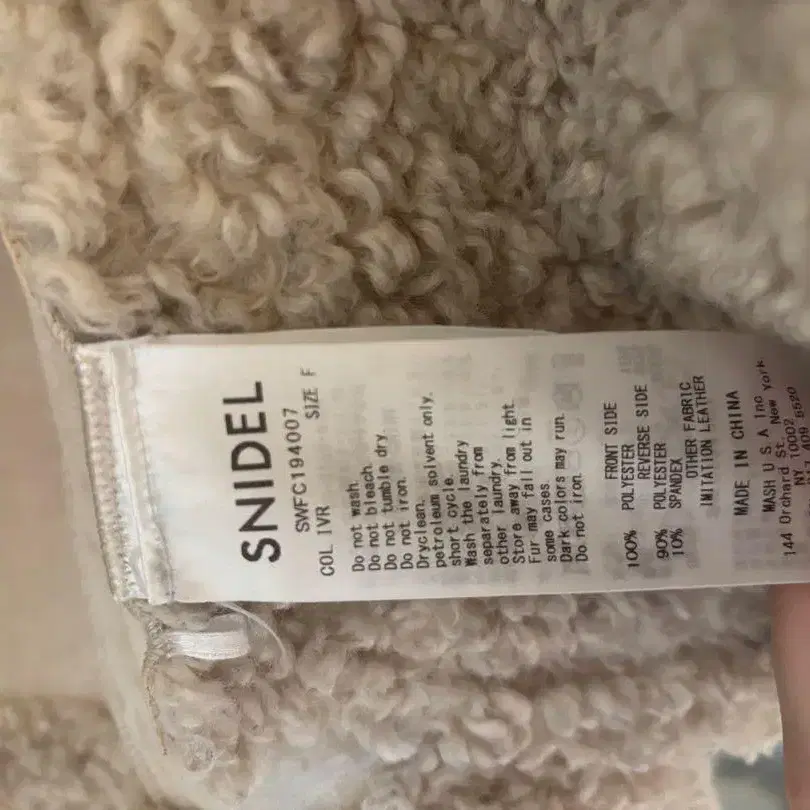 SNIDEL
SWFC194007
COL IVR SIZE F
Do not wash.
Do not bleach.
Do not tumble dry.
Do not iron.
Dryclean.
petroleum solvent only.
short cycle.
Wash the laundry
separately from
other laundry.
Store away from light.
Fur may fall out in
some cases.
Dark colors may run.
Do not iron.
FRONT SIDE
100% POLYESTER
REVERSE SIDE
90% POLYESTER
10% SPANDEX
OTHER FABRIC
IMITATION LEATHER
MADE IN CHINA
MASH U S A Inc
144 Orchard St. New York
NY 10002